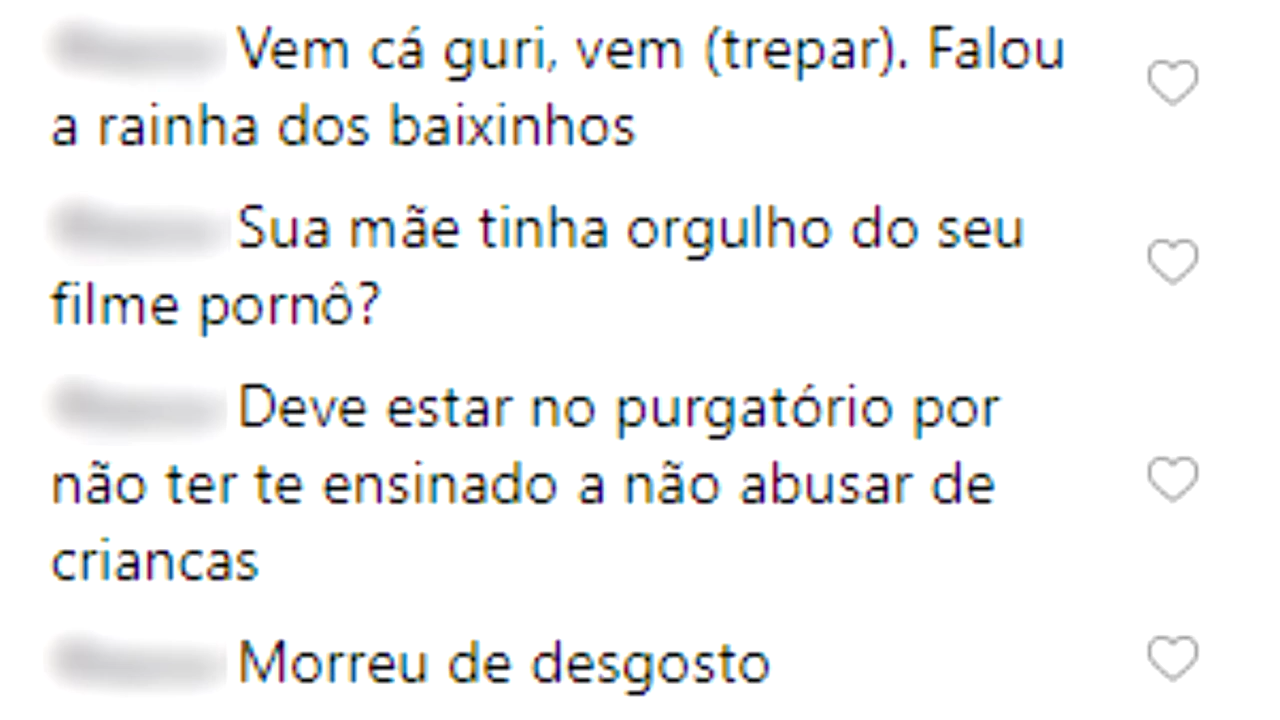 Vem cá guri, vem (trepar). Falou
a rainha dos baixinhos
Sua mãe tinha orgulho do seu
filme pornô?
Deve estar no purgatório por
não ter te ensinado a não abusar de
criancas
Morreu de desgosto